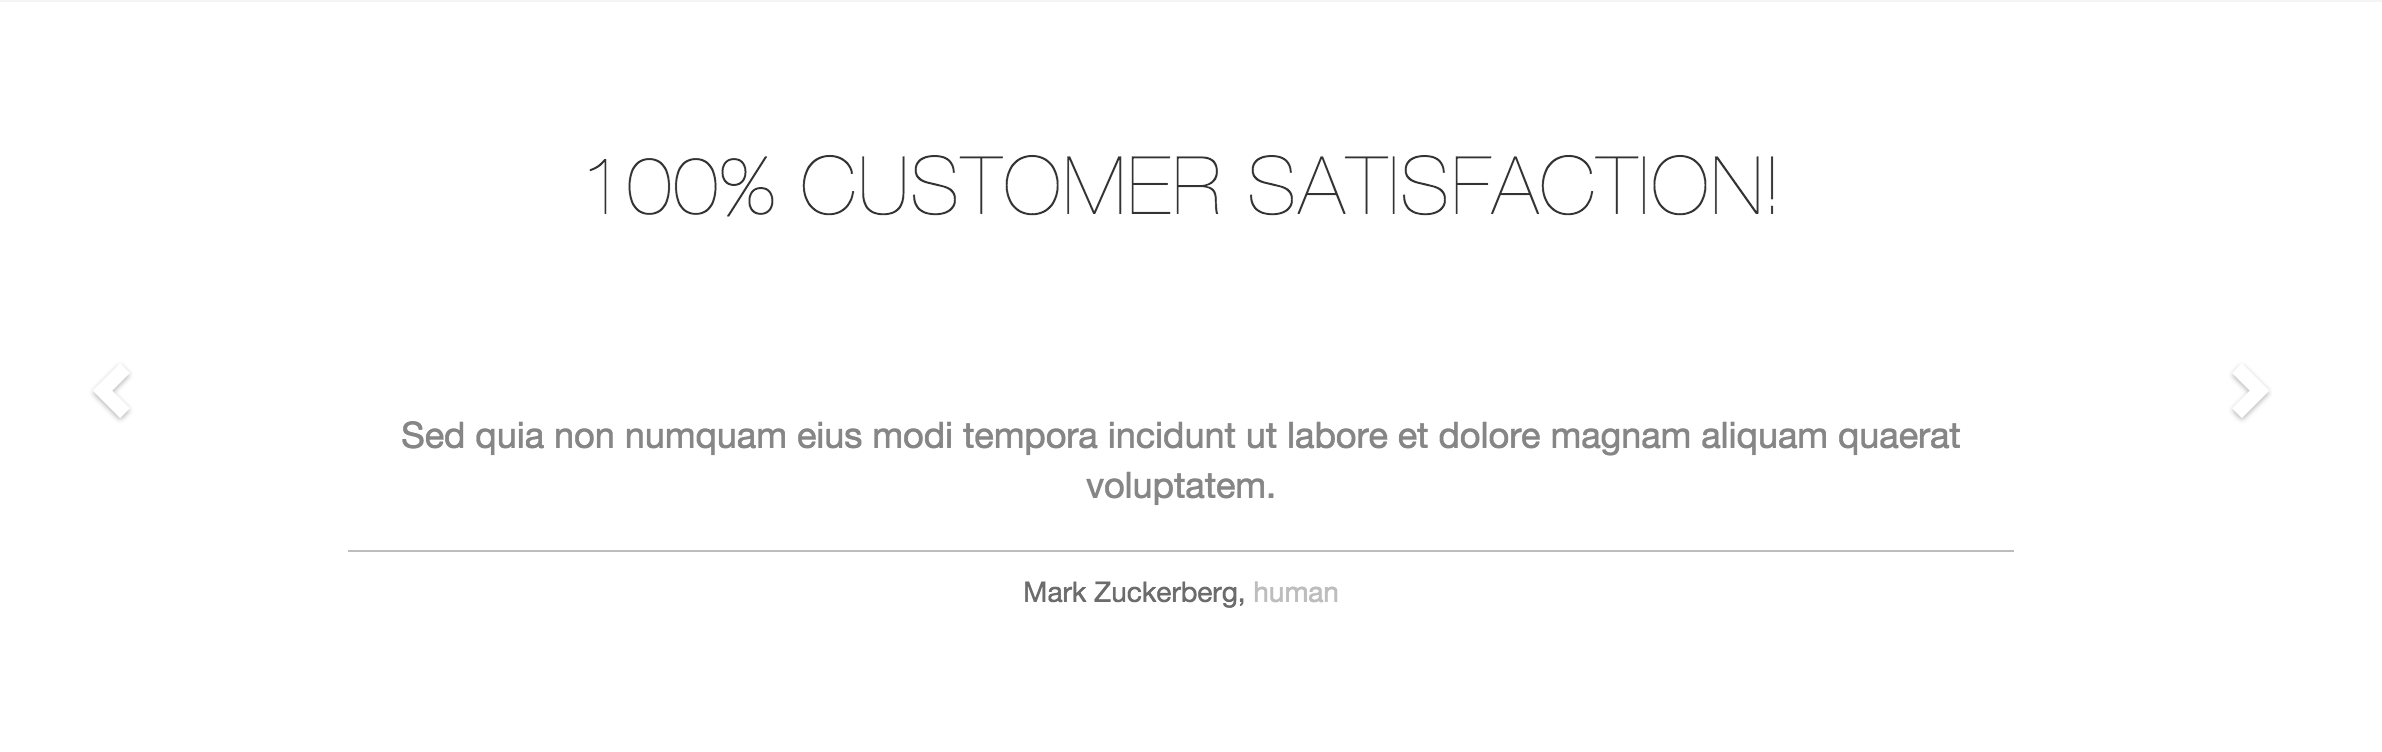 100% CUSTOMER SATISFACTION!
Sed quia non numquam eius modi tempora incidunt ut labore et dolore magnam aliquam quaerat
voluptatem.
Mark Zuckerberg, human